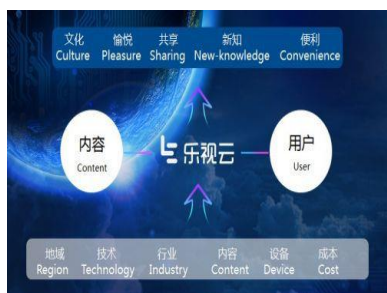 文化 愉悦 共享 新知 便利
Culture Pleasure Sharing New-knowledge Convenience
内容
Content
乐视云
用户
User
地域 技术 行业 内容 设备 成本
Region Technology Industry Content Device Cost